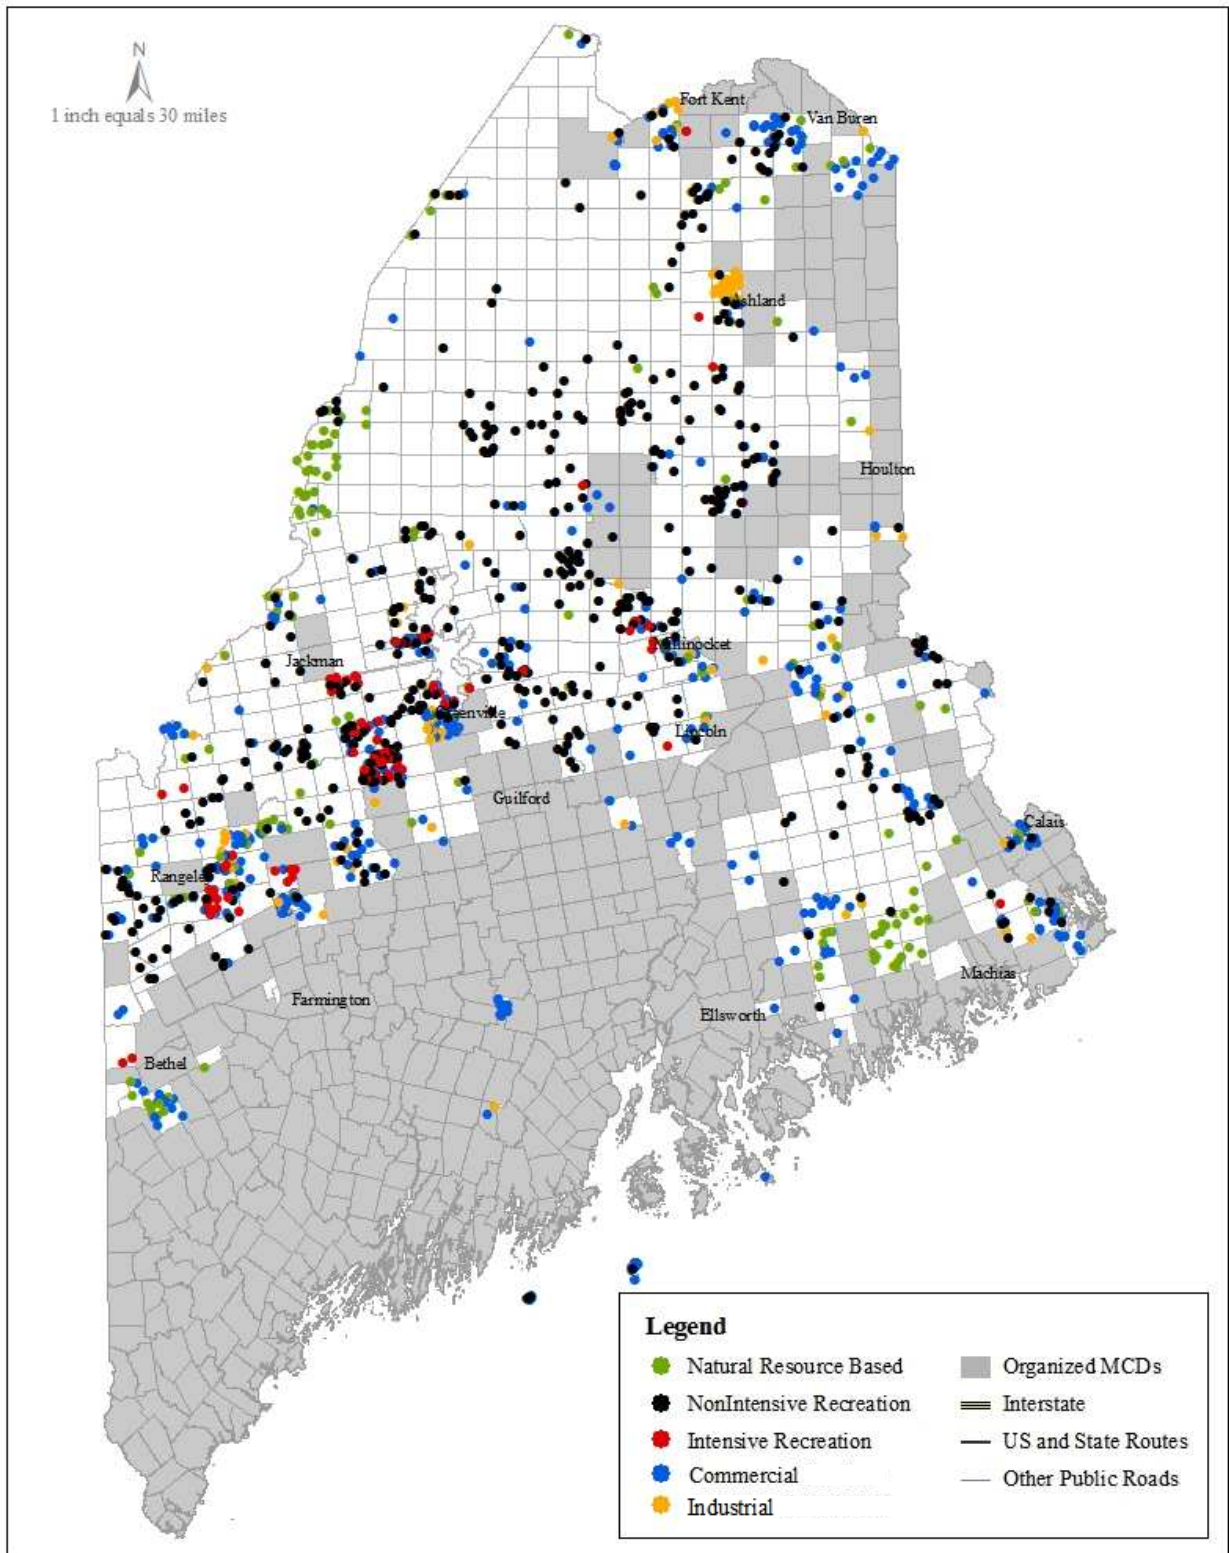 N
1 inch equals 30 miles
Fort Kent
Van Buren
Ashland
Houlton
Millinocket
Jackman
Greenville
Lincoln
Guilford
Calais
Rangeley
Machias
Farmington
Ellsworth
Bethel
Legend
Natural Resource Based
NonIntensive Recreation
Intensive Recreation
Commercial
Industrial
Organized MCDs
Interstate
US and State Routes
Other Public Roads